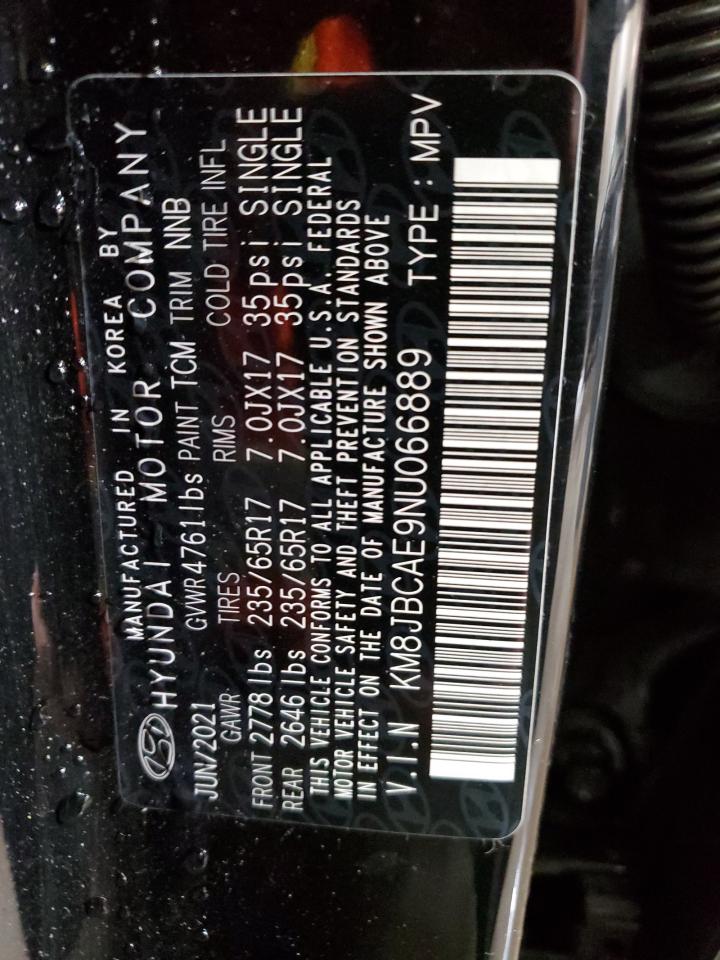 MANUFACTURED IN KOREA BY
HYUNDAI MOTOR COMPANY
JUN/2021 GVWR4761lbs PAINT TCM TRIM NNB
GAWR TIRES RIMS COLD TIRE INFL
FRONT 2778 lbs 235/65R17 7.0JX17 35psi SINGLE
REAR 2646 lbs 235/65R17 7.0JX17 35psi SINGLE
THIS VEHICLE CONFORMS TO ALL APPLICABLE U.S.A. FEDERAL
MOTOR VEHICLE SAFETY AND THEFT PREVENTION STANDARDS
IN EFFECT ON THE DATE OF MANUFACTURE SHOWN ABOVE
V.I.N KM8JBCAE9NU066889 TYPE : MPV